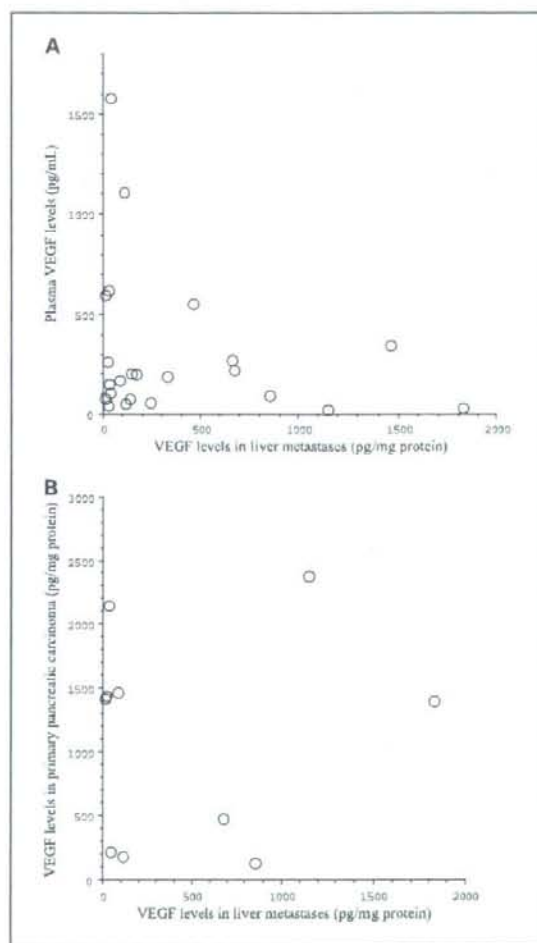 A
Plasma VEGF levels (pg/mL)
1500
1000
500
0
0 500 1000 1500 2000
VEGF levels in liver metastases (pg/mg protein)
B
VEGF levels in primary pancrealic carcinoma (pg/mg protein)
3000
2500
2000
1500
1000
500
0
0 500 1000 1500 2000
VEGF levels in liver metastases (pg/mg protein)